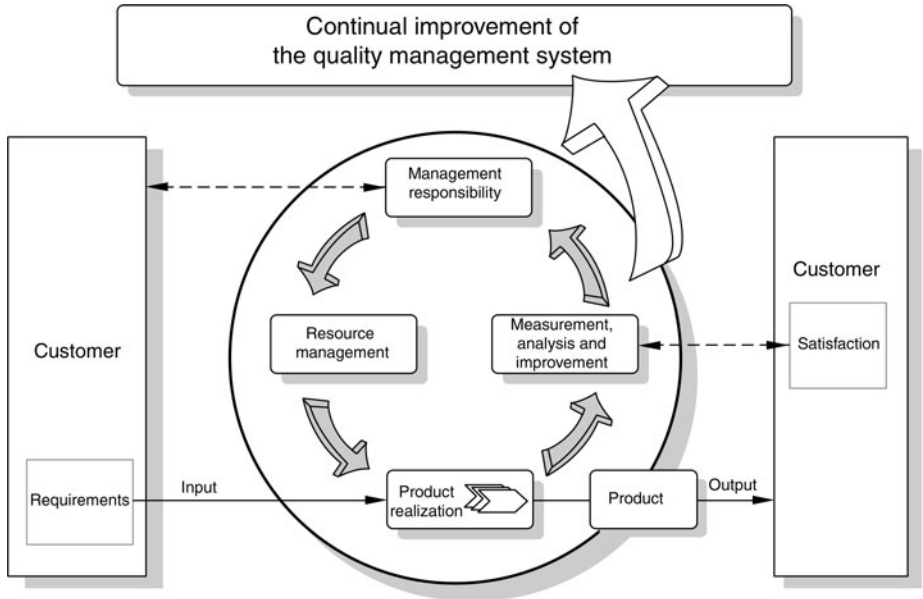 Continual improvement of
the quality management system
Management
responsibility
Customer
Resource
management
Measurement,
analysis and
improvement
Customer
Satisfaction
Requirements
Input
Product
realization
Product
Output